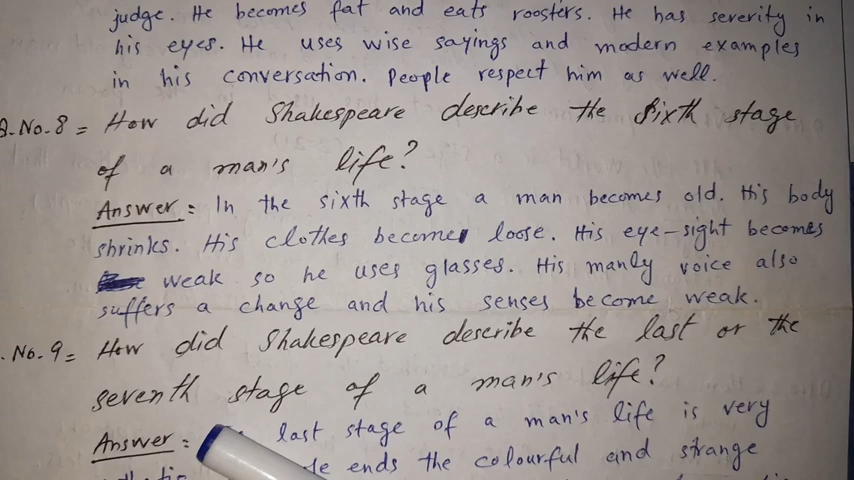 judge. He becomes fat and eats roosters. He has severity in
his eyes. He uses wise sayings and modern examples
in his conversation. People respect him as well.
Q.No.8 = How did Shakespeare describe the sixth stage
of a man's life?
Answer = In the sixth stage a man becomes old. His body
shrinks. His clothes become loose. His eye-sight becomes
weak so he uses glasses. His manly voice also
suffers a change and his senses become weak.
. No.9 = How did Shakespeare describe the last or the
seventh stage of a man's life?
Answer = last stage of a man's life is very
ends the colourful and strange